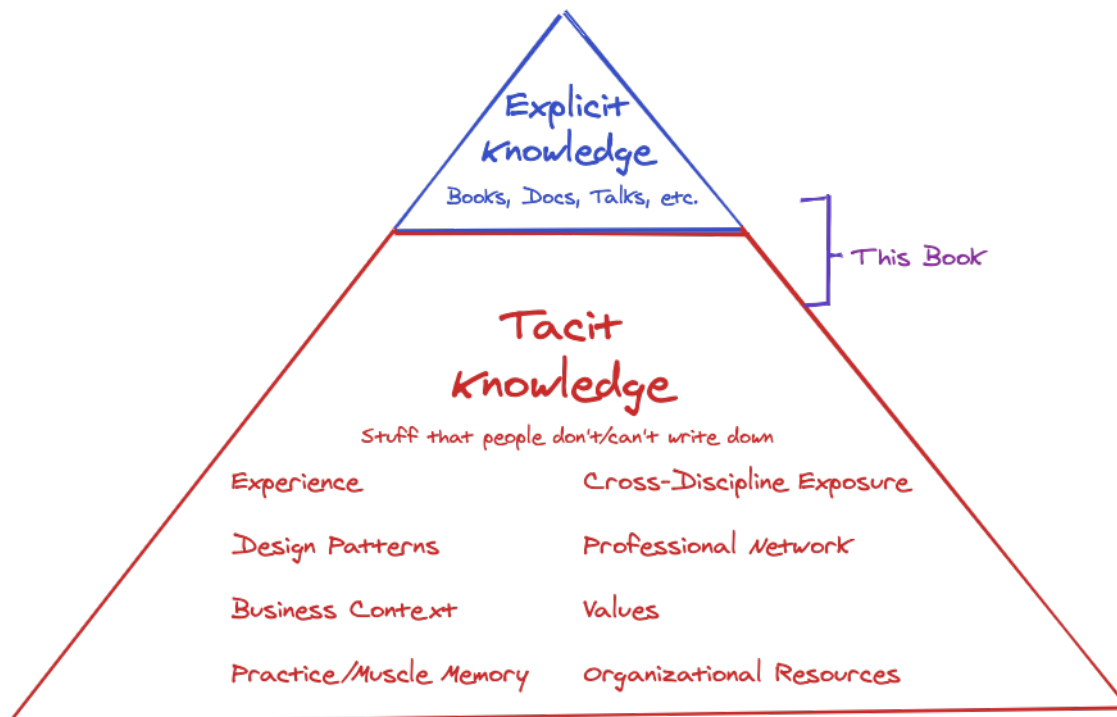 Explicit
Knowledge
Books, Docs, Talks, etc.
This Book
Tacit
Knowledge
Stuff that people don't/can't write down
Experience
Cross-Discipline Exposure
Design Patterns
Professional Network
Business Context
Values
Practice/Muscle Memory
Organizational Resources